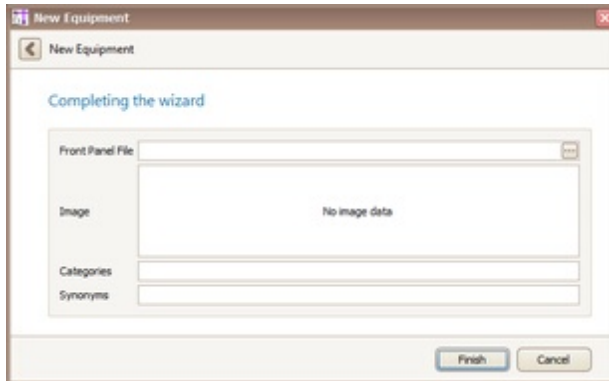 New Equipment
New Equipment
Completing the wizard
Front Panel File
Image
No image data
Categories
Synonyms
Finish
Cancel